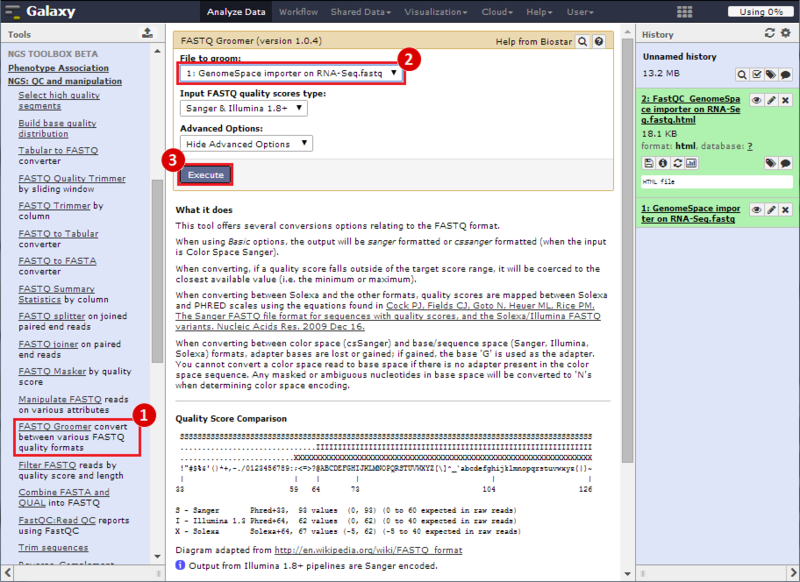 Galaxy
Analyze Data
Workflow
Shared Data
Visualization
Cloud
Help
User
Using 0%
Tools
NGS TOOLBOX BETA
Phenotype Association
NGS: QC and manipulation
Select high quality
segments
Build base quality
distribution
Tabular to FASTQ
converter
FASTQ Quality Trimmer
by sliding window
FASTQ Trimmer by
column
FASTQ to Tabular
converter
FASTQ to FASTA
converter
FASTQ Summary
Statistics by column
FASTQ splitter on joined
paired end reads
FASTQ joiner on paired
end reads
FASTQ Masker by quality
score
Manipulate FASTQ reads
on various attributes
1
FASTQ Groomer convert
between various FASTQ
quality formats
Filter FASTQ reads by
quality score and length
Combine FASTA and
QUAL into FASTQ
FastQC:Read QC reports
using FastQC
Trim sequences
Reverse-Complement
FASTQ Groomer (version 1.0.4)
Help from Biostar
File to groom:
2
1: GenomeSpace importer on RNA-Seq.fastq
Input FASTQ quality scores type:
Sanger & Illumina 1.8+
Advanced Options:
Hide Advanced Options
3
Execute
What it does
This tool offers several conversions options relating to the FASTQ format.
When using Basic options, the output will be sanger formatted or cssanger formatted (when the input
is Color Space Sanger).
When converting, if a quality score falls outside of the target score range, it will be coerced to the
closest available value (i.e. the minimum or maximum).
When converting between Solexa and the other formats, quality scores are mapped between Solexa
and PHRED scales using the equations found in Cock PJ, Fields CJ, Goto N, Heuer ML, Rice PM.
The Sanger FASTQ file format for sequences with quality scores, and the Solexa/Illumina FASTQ
variants. Nucleic Acids Res. 2009 Dec 16.
When converting between color space (csSanger) and base/sequence space (Sanger, Illumina,
Solexa) formats, adapter bases are lost or gained; if gained, the base 'G' is used as the adapter.
You cannot convert a color space read to base space if there is no adapter present in the color
space sequence. Any masked or ambiguous nucleotides in base space will be converted to 'N's
when determining color space encoding.
Quality Score Comparison
SSSSSSSSSSSSSSSSSSSSSSSSSSSSSSSSSSSSSSSSSSSSSSSSSSSSSSSSSSSSSSSSSSSSSSSSSSSSSSSSSSSSSSSSSSSSS
...............................IIIIIIIIIIIIIIIIIIIIIIIIIIIIIIIIIIIIIIIIIIIIIIIIIIIIIIIIIIIIII
..........................XXXXXXXXXXXXXXXXXXXXXXXXXXXXXXXXXXXXXXXXXXXXXXXXXXXXXXXXXXXXXXXXXXX
!"#$%&'()*+,-./0123456789:;<=>?@ABCDEFGHIJKLMNOPQRSTUVWXYZ[\]^_`abcdefghijklmnopqrstuvwxyz{|}~
| | | | | |
33 59 64 73 104 126
S - Sanger Phred+33, 93 values (0, 93) (0 to 60 expected in raw reads)
I - Illumina 1.3 Phred+64, 62 values (0, 62) (0 to 40 expected in raw reads)
X - Solexa Solexa+64, 67 values (-5, 62) (-5 to 40 expected in raw reads)
Diagram adapted from http://en.wikipedia.org/wiki/FASTQ_format
Output from Illumina 1.8+ pipelines are Sanger encoded.
History
Unnamed history
13.2 MB
2: FastQC_GenomeSpa
ce importer on RNA-Se
q.fastq.html
18.1 KB
format: html, database: ?
HTML file
1: GenomeSpace impor
ter on RNA-Seq.fastq